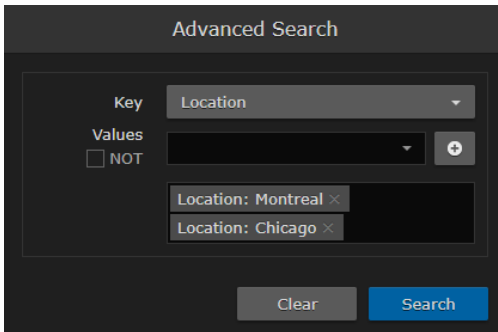 Advanced Search
Key Location
Values
NOT
Location: Montreal ×
Location: Chicago ×
Clear Search